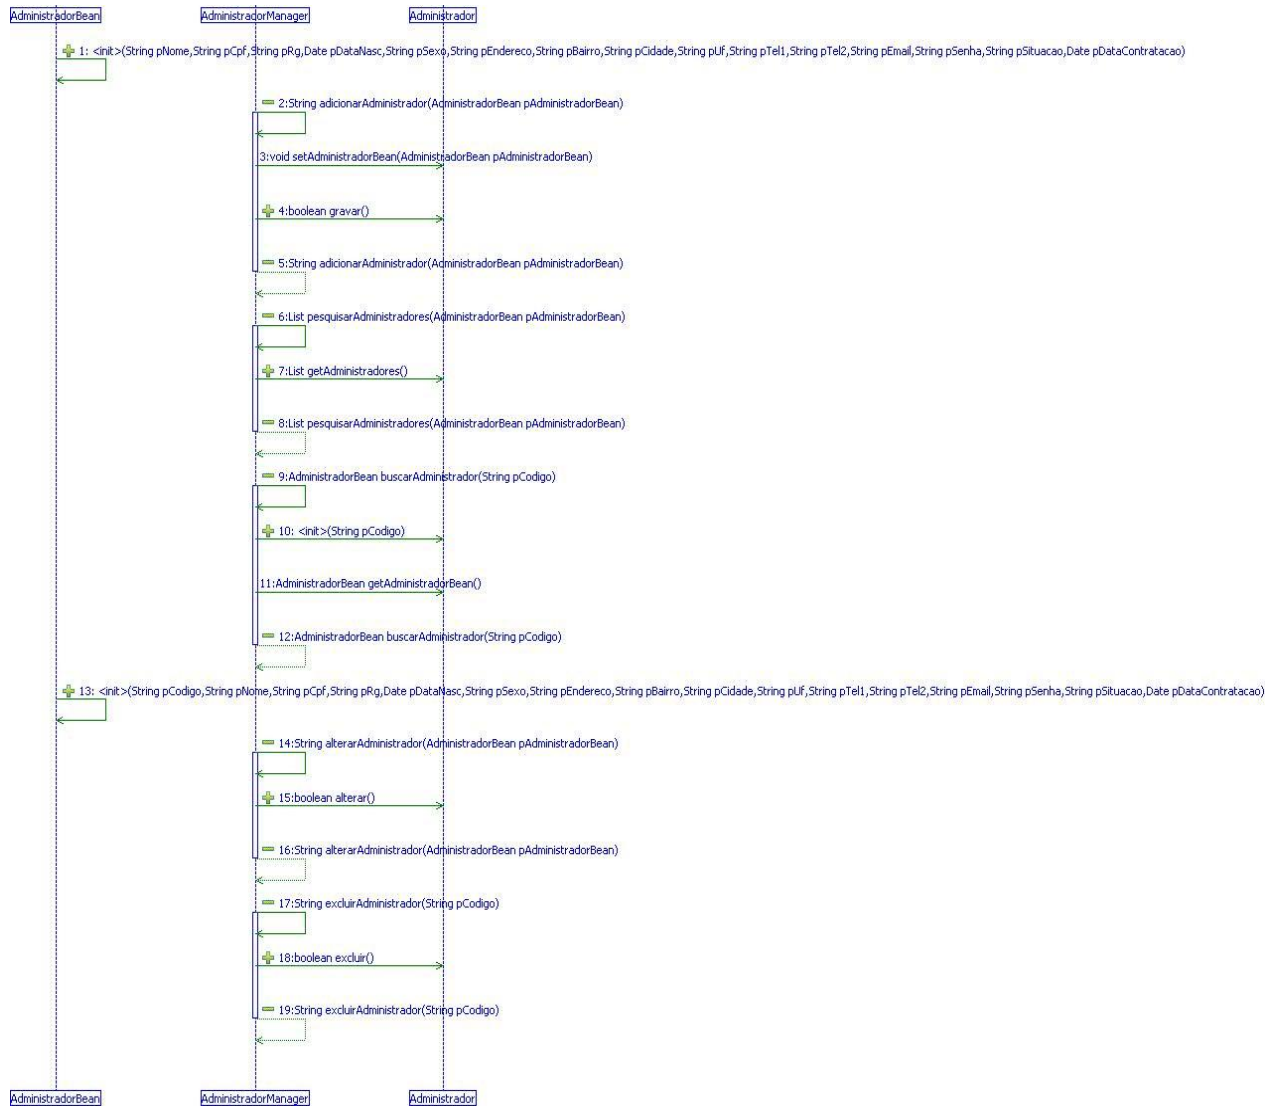 AdministradorBean AdministradorManager Administrador
1: <init>(String pNome,String pCpf,String pRg,Date pDataNasc,String pSexo,String pEndereco,String pBairro,String pCidade,String pUf,String pTel1,String pTel2,String pEmail,String pSenha,String pSituacao,Date pDataContratacao)
2:String adicionarAdministrador(AdministradorBean pAdministradorBean)
3:void setAdministradorBean(AdministradorBean pAdministradorBean)
4:boolean gravar()
5:String adicionarAdministrador(AdministradorBean pAdministradorBean)
6:List pesquisarAdministradores(AdministradorBean pAdministradorBean)
7:List getAdministradores()
8:List pesquisarAdministradores(AdministradorBean pAdministradorBean)
9:AdministradorBean buscarAdministrador(String pCodigo)
10: <init>(String pCodigo)
11:AdministradorBean getAdministradorBean()
12:AdministradorBean buscarAdministrador(String pCodigo)
13: <init>(String pCodigo,String pNome,String pCpf,String pRg,Date pDataNasc,String pSexo,String pEndereco,String pBairro,String pCidade,String pUf,String pTel1,String pTel2,String pEmail,String pSenha,String pSituacao,Date pDataContratacao)
14:String alterarAdministrador(AdministradorBean pAdministradorBean)
15:boolean alterar()
16:String alterarAdministrador(AdministradorBean pAdministradorBean)
17:String excluirAdministrador(String pCodigo)
18:boolean excluir()
19:String excluirAdministrador(String pCodigo)
AdministradorBean AdministradorManager Administrador